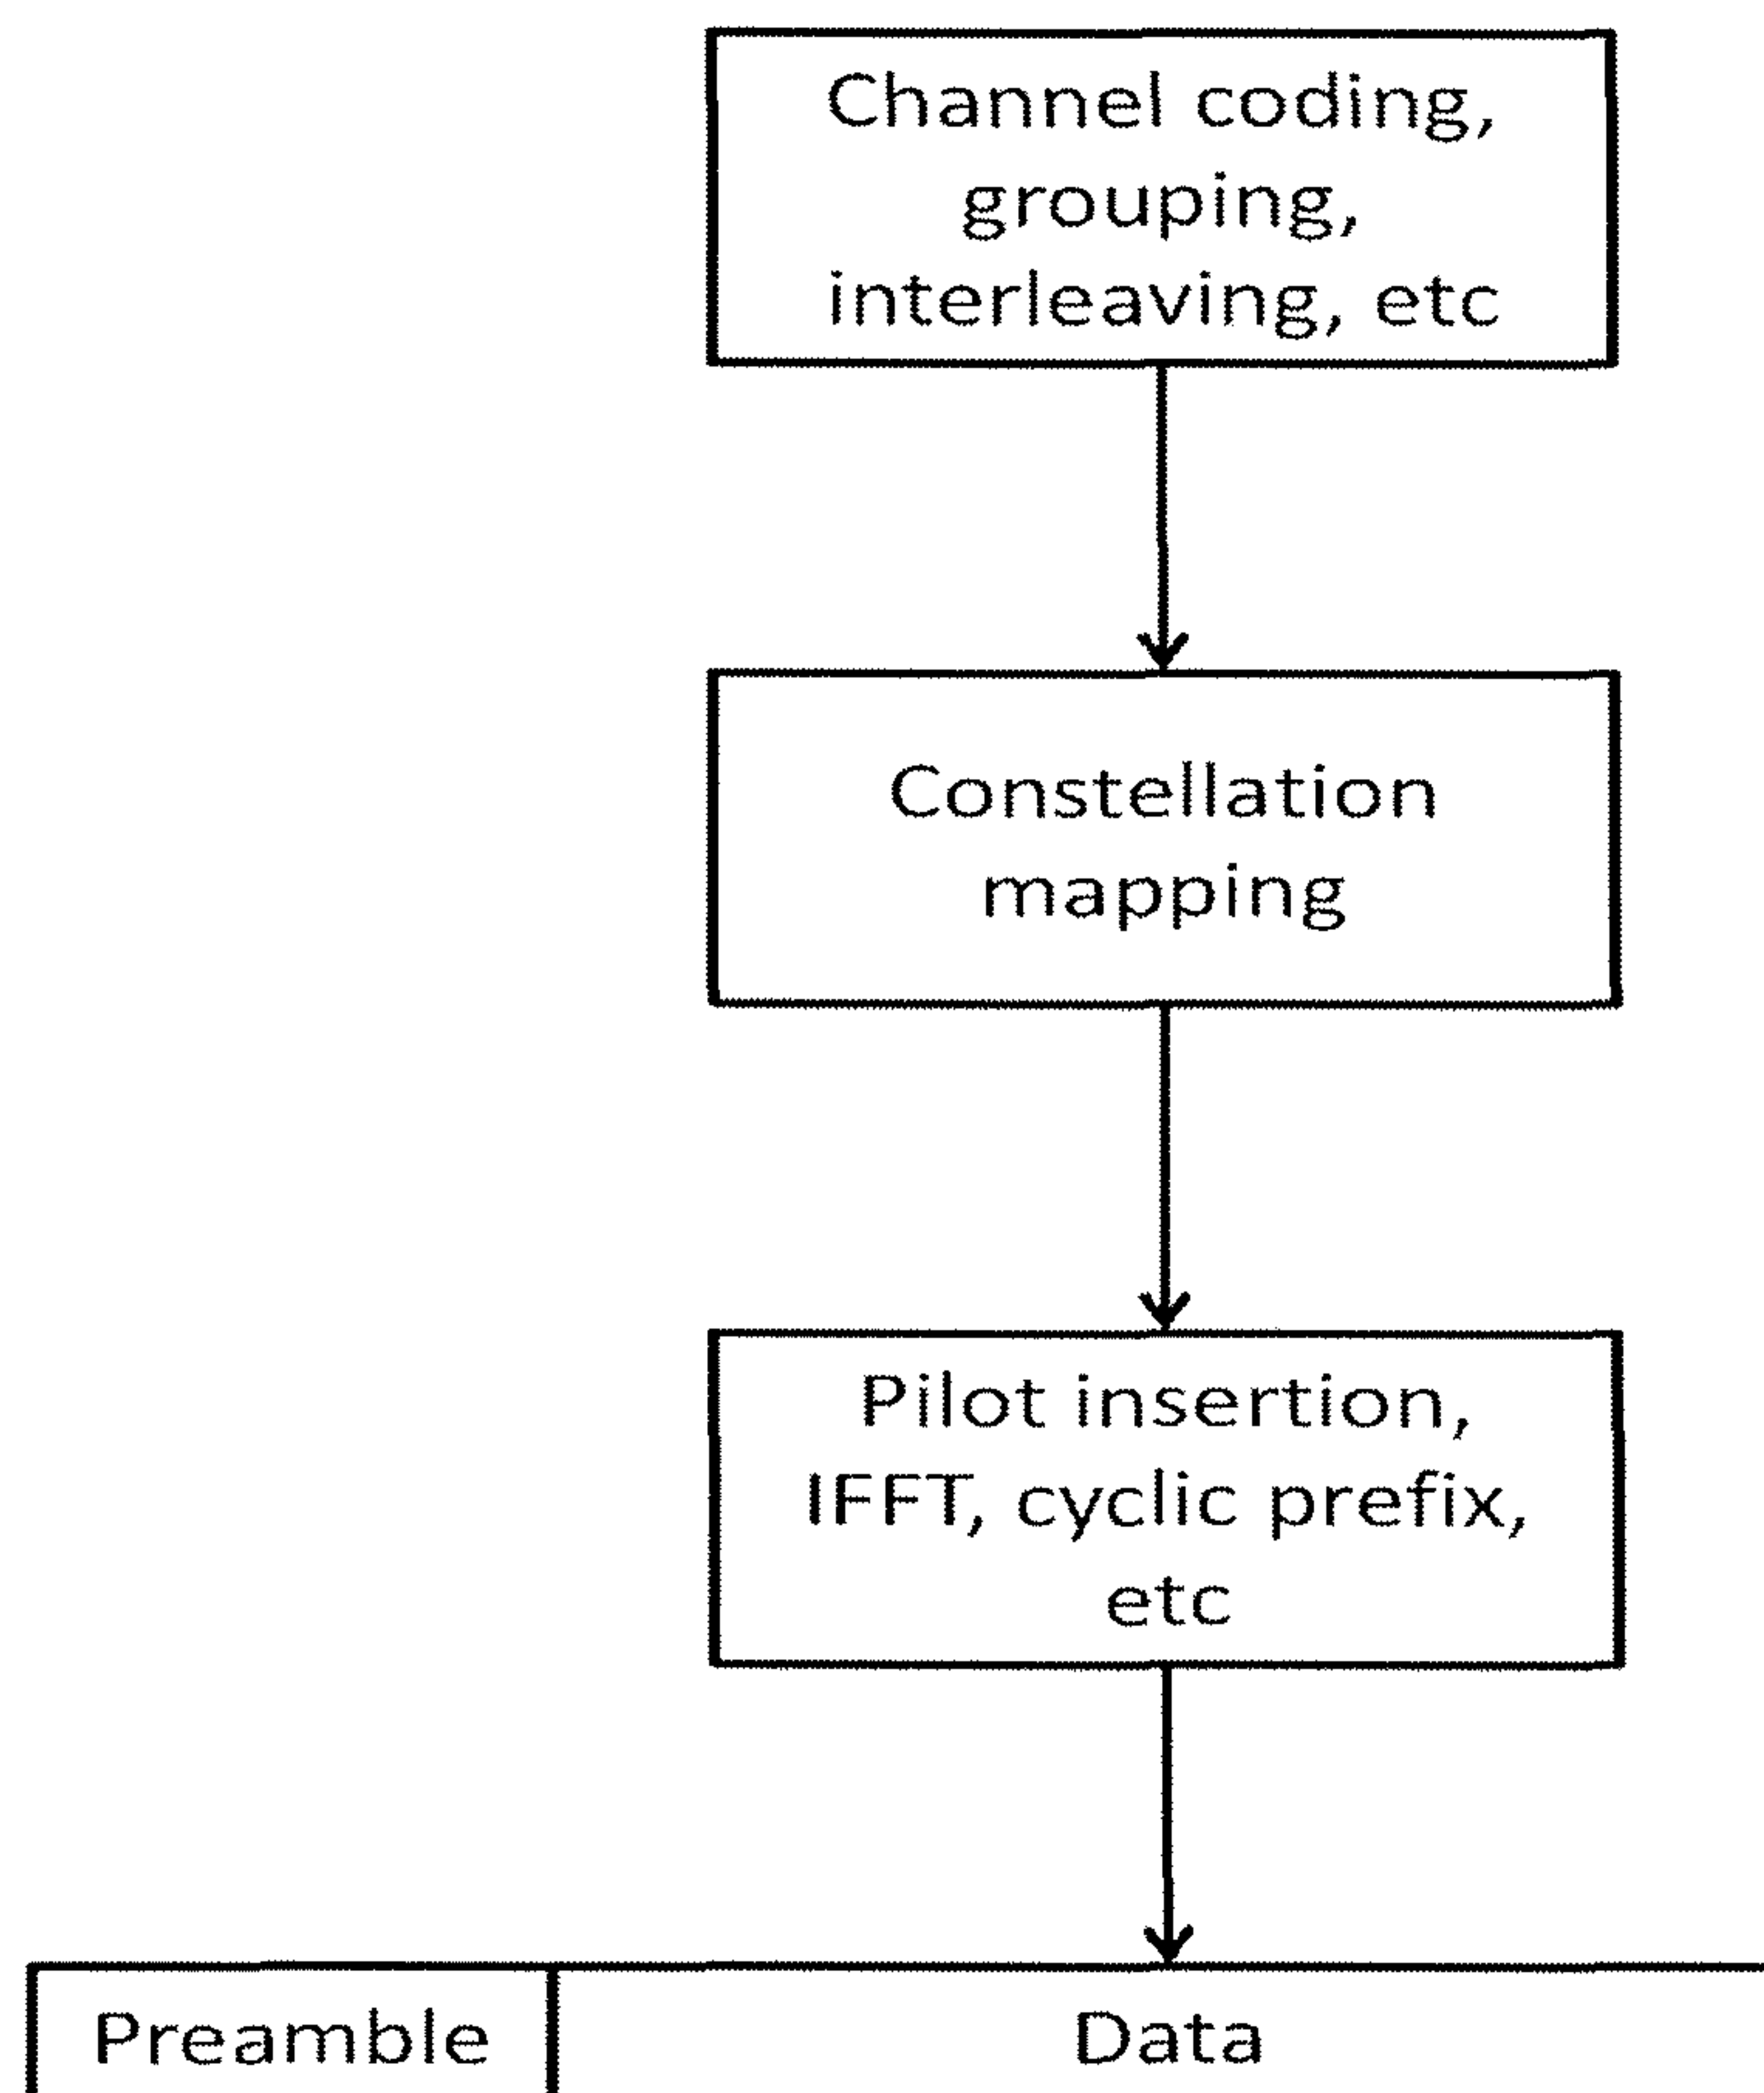 Channel coding,
grouping,
interleaving, etc
Constellation
mapping
Pilot insertion,
IFFT, cyclic prefix,
etc
Preamble Data